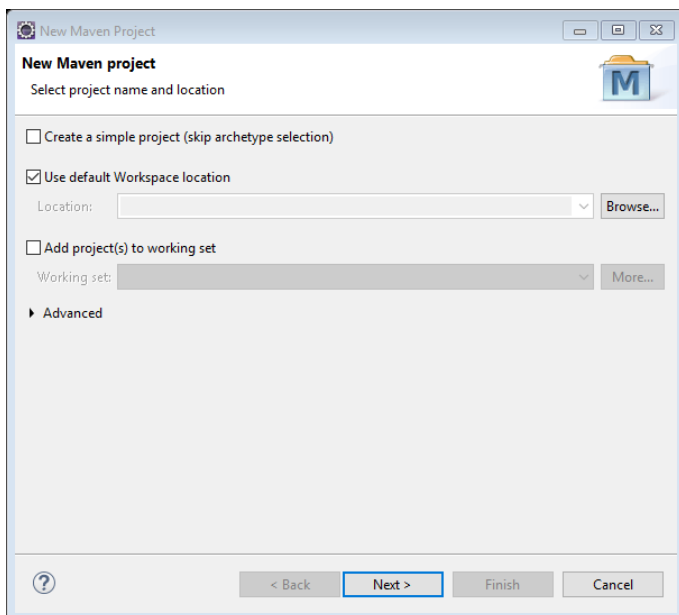 New Maven Project
New Maven project
Select project name and location
M
Create a simple project (skip archetype selection)
Use default Workspace location
Location:
Browse...
Add project(s) to working set
Working set:
More...
Advanced
?
< Back
Next >
Finish
Cancel